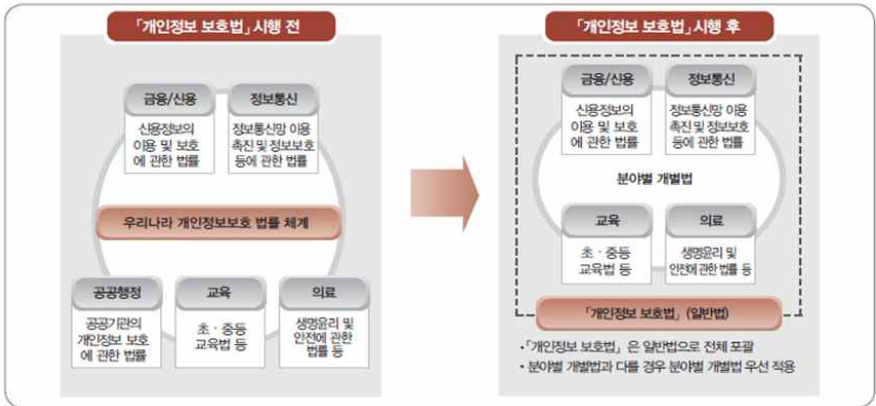 「개인정보 보호법」시행 전
금융/신용
신용정보의
이용 및 보호
에 관한 법률
정보통신
정보통신망 이용
촉진 및 정보보호
등에 관한 법률
우리나라 개인정보보호 법률 체계
공공행정
공공기관의
개인정보 보호
에 관한 법률
교육
초 · 중등
교육법 등
의료
생명윤리 및
안전에 관한
법률 등
「개인정보 보호법」시행 후
금융/신용
신용정보의
이용 및 보호
에 관한 법률
정보통신
정보통신망 이용
촉진 및 정보보호
등에 관한 법률
분야별 개별법
교육
초 · 중등
교육법 등
의료
생명윤리 및
안전에 관한 법률 등
「개인정보 보호법」(일반법)
•「개인정보 보호법」은 일반법으로 전체 포괄
• 분야별 개별법과 다를 경우 분야별 개별법 우선 적용